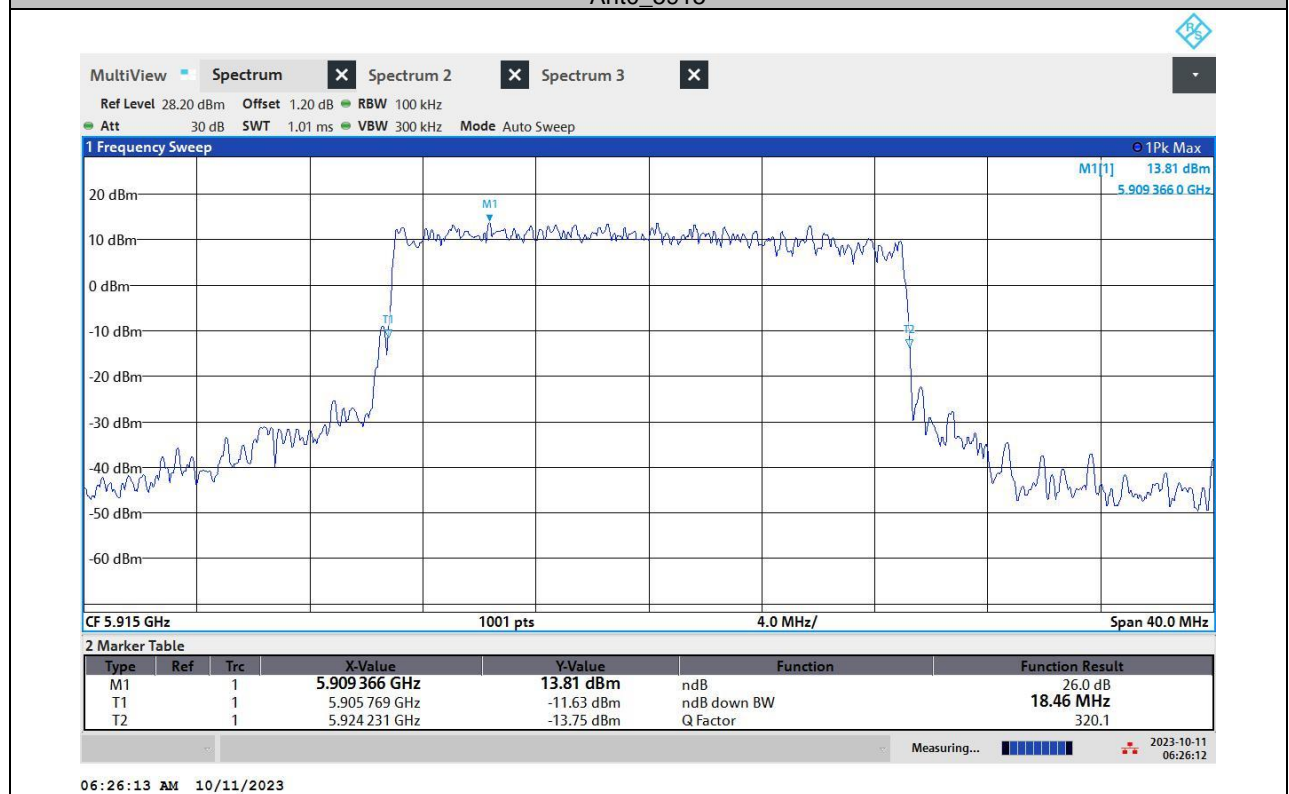 R&S
MultiView Spectrum X Spectrum 2 X Spectrum 3 X
Ref Level 28.20 dBm Offset 1.20 dB RBW 100 kHz
Att 30 dB SWT 1.01 ms VBW 300 kHz Mode Auto Sweep
1 Frequency Sweep 1Pk Max
M1[1] 13.81 dBm
5.909 366 0 GHz
20 dBm
M1
10 dBm
0 dBm
T1
-10 dBm
T2
-20 dBm
-30 dBm
-40 dBm
-50 dBm
-60 dBm
CF 5.915 GHz 1001 pts 4.0 MHz/ Span 40.0 MHz
2 Marker Table
Type Ref Trc X-Value Y-Value Function Function Result
M1 1 5.909 366 GHz 13.81 dBm ndB 26.0 dB
T1 1 5.905 769 GHz -11.63 dBm ndB down BW 18.46 MHz
T2 1 5.924 231 GHz -13.75 dBm Q Factor 320.1
Measuring... 2023-10-11
06:26:12
06:26:13 AM 10/11/2023